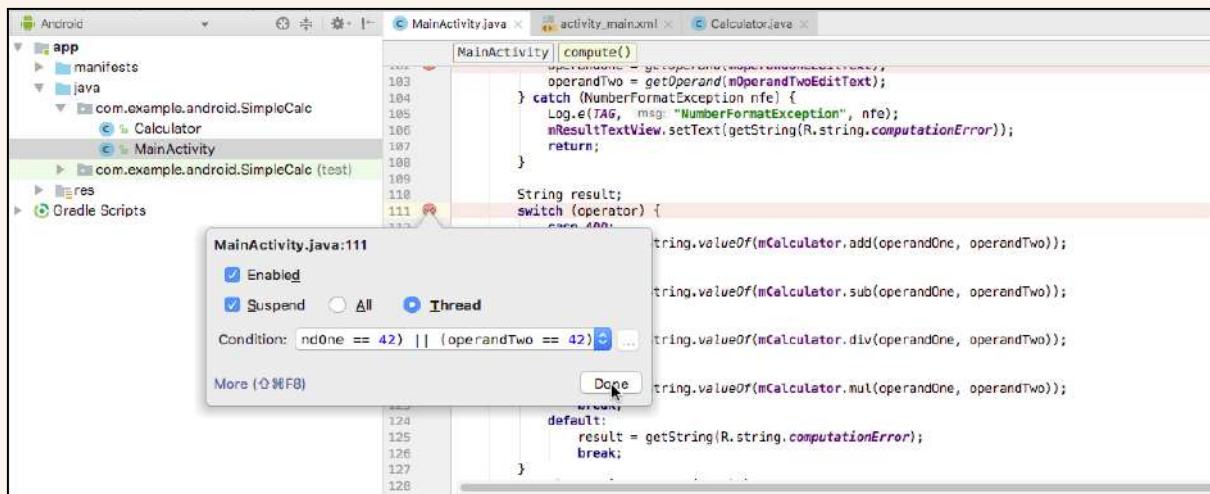 Android
MainActivity.java
activity_main.xml
Calculator.java
app
manifests
java
com.example.android.SimpleCalc
Calculator
MainActivity
com.example.android.SimpleCalc (test)
res
Gradle Scripts
MainActivity compute()
103 operandTwo = getOperand(mOperandTwoEditText);
104 } catch (NumberFormatException nfe) {
105 Log.e(TAG, msg: "NumberFormatException", nfe);
106 mResultTextView.setText(getString(R.string.computationError));
107 return;
108 }
109
110 String result;
111 switch (operator) {
tring.valueOf(mCalculator.add(operandOne, operandTwo));
tring.valueOf(mCalculator.sub(operandOne, operandTwo));
tring.valueOf(mCalculator.div(operandOne, operandTwo));
tring.valueOf(mCalculator.mul(operandOne, operandTwo));
break;
124 default:
125 result = getString(R.string.computationError);
126 break;
127 }
128
MainActivity.java:111
Enabled
Suspend All Thread
Condition: ndOne == 42) || (operandTwo == 42) ...
More (⇧⌘F8)
Done